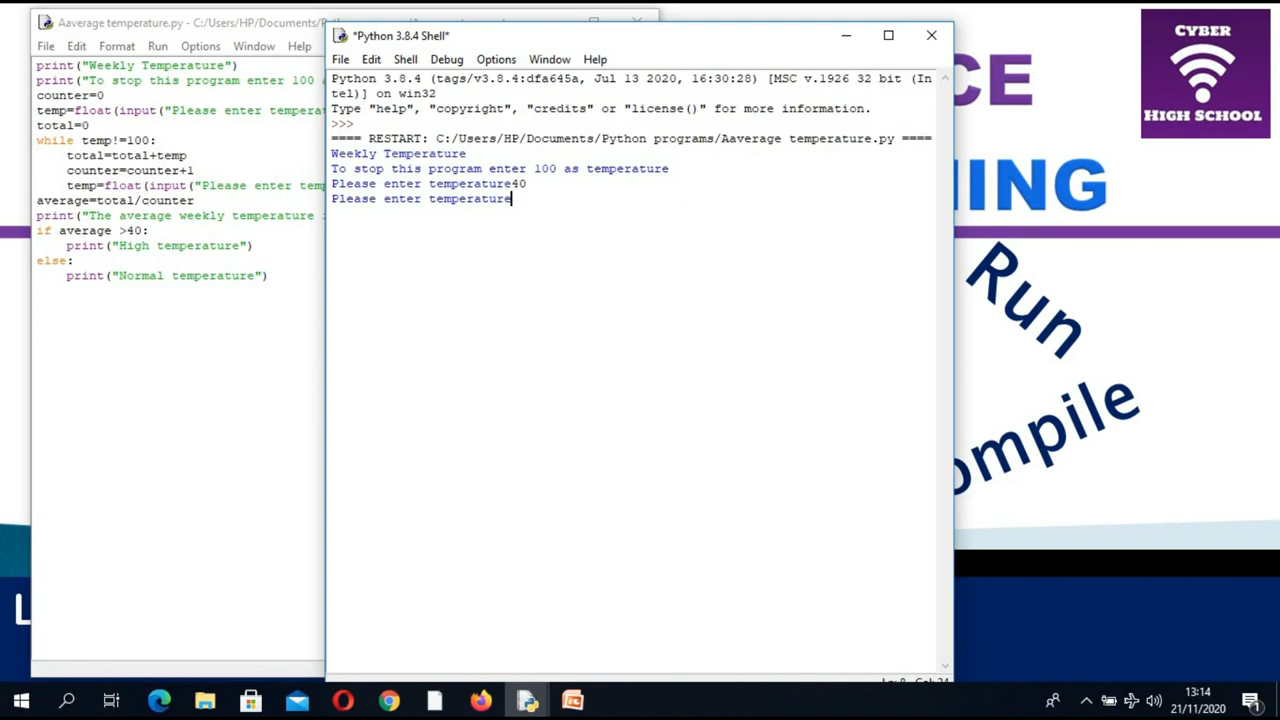 Aaverage temperature.py - C:/Users/HP/Documents/
File Edit Format Run Options Window Help
print("Weekly Temperature")
print("To stop this program enter 100
counter=0
temp=float(input("Please enter temperat
total=0
while temp!=100:
total=total+temp
counter=counter+1
temp=float(input("Please enter temp
average=total/counter
print("The average weekly temperature
if average >40:
print("High temperature")
else:
print("Normal temperature")
*Python 3.8.4 Shell*
File Edit Shell Debug Options Window Help
Python 3.8.4 (tags/v3.8.4:dfa645a, Jul 13 2020, 16:30:28) [MSC v.1926 32 bit (In
tel)] on win32
Type "help", "copyright", "credits" or "license()" for more information.
>>>
==== RESTART: C:/Users/HP/Documents/Python programs/Aaverage temperature.py ====
Weekly Temperature
To stop this program enter 100 as temperature
Please enter temperature40
Please enter temperature
CE
NING
CYBER
HIGH SCHOOL
Run
ompile
L
13:14
21/11/2020
1